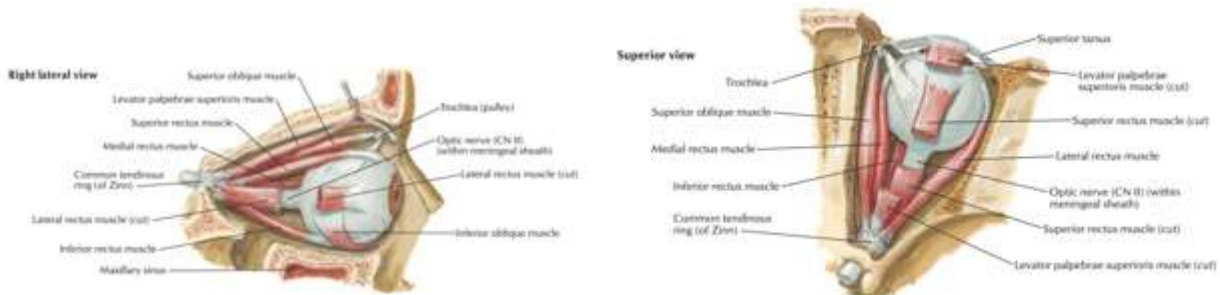 Right lateral view
Superior oblique muscle
Levator palpebrae superioris muscle
Superior rectus muscle
Medial rectus muscle
Common tendinous
ring (of Zinn)
Lateral rectus muscle (cut)
Inferior rectus muscle
Maxillary sinus
Trochlea (pulley)
Optic nerve (CN II)
(within meningeal sheath)
Lateral rectus muscle (cut)
Inferior oblique muscle
Superior view
Trochlea
Superior oblique muscle
Medial rectus muscle
Inferior rectus muscle
Common tendinous
ring (of Zinn)
Superior tarsus
Levator palpebrae
superioris muscle (cut)
Superior rectus muscle (cut)
Lateral rectus muscle
Optic nerve (CN II) (within
meningeal sheath)
Superior rectus muscle (cut)
Levator palpebrae superioris muscle (cut)